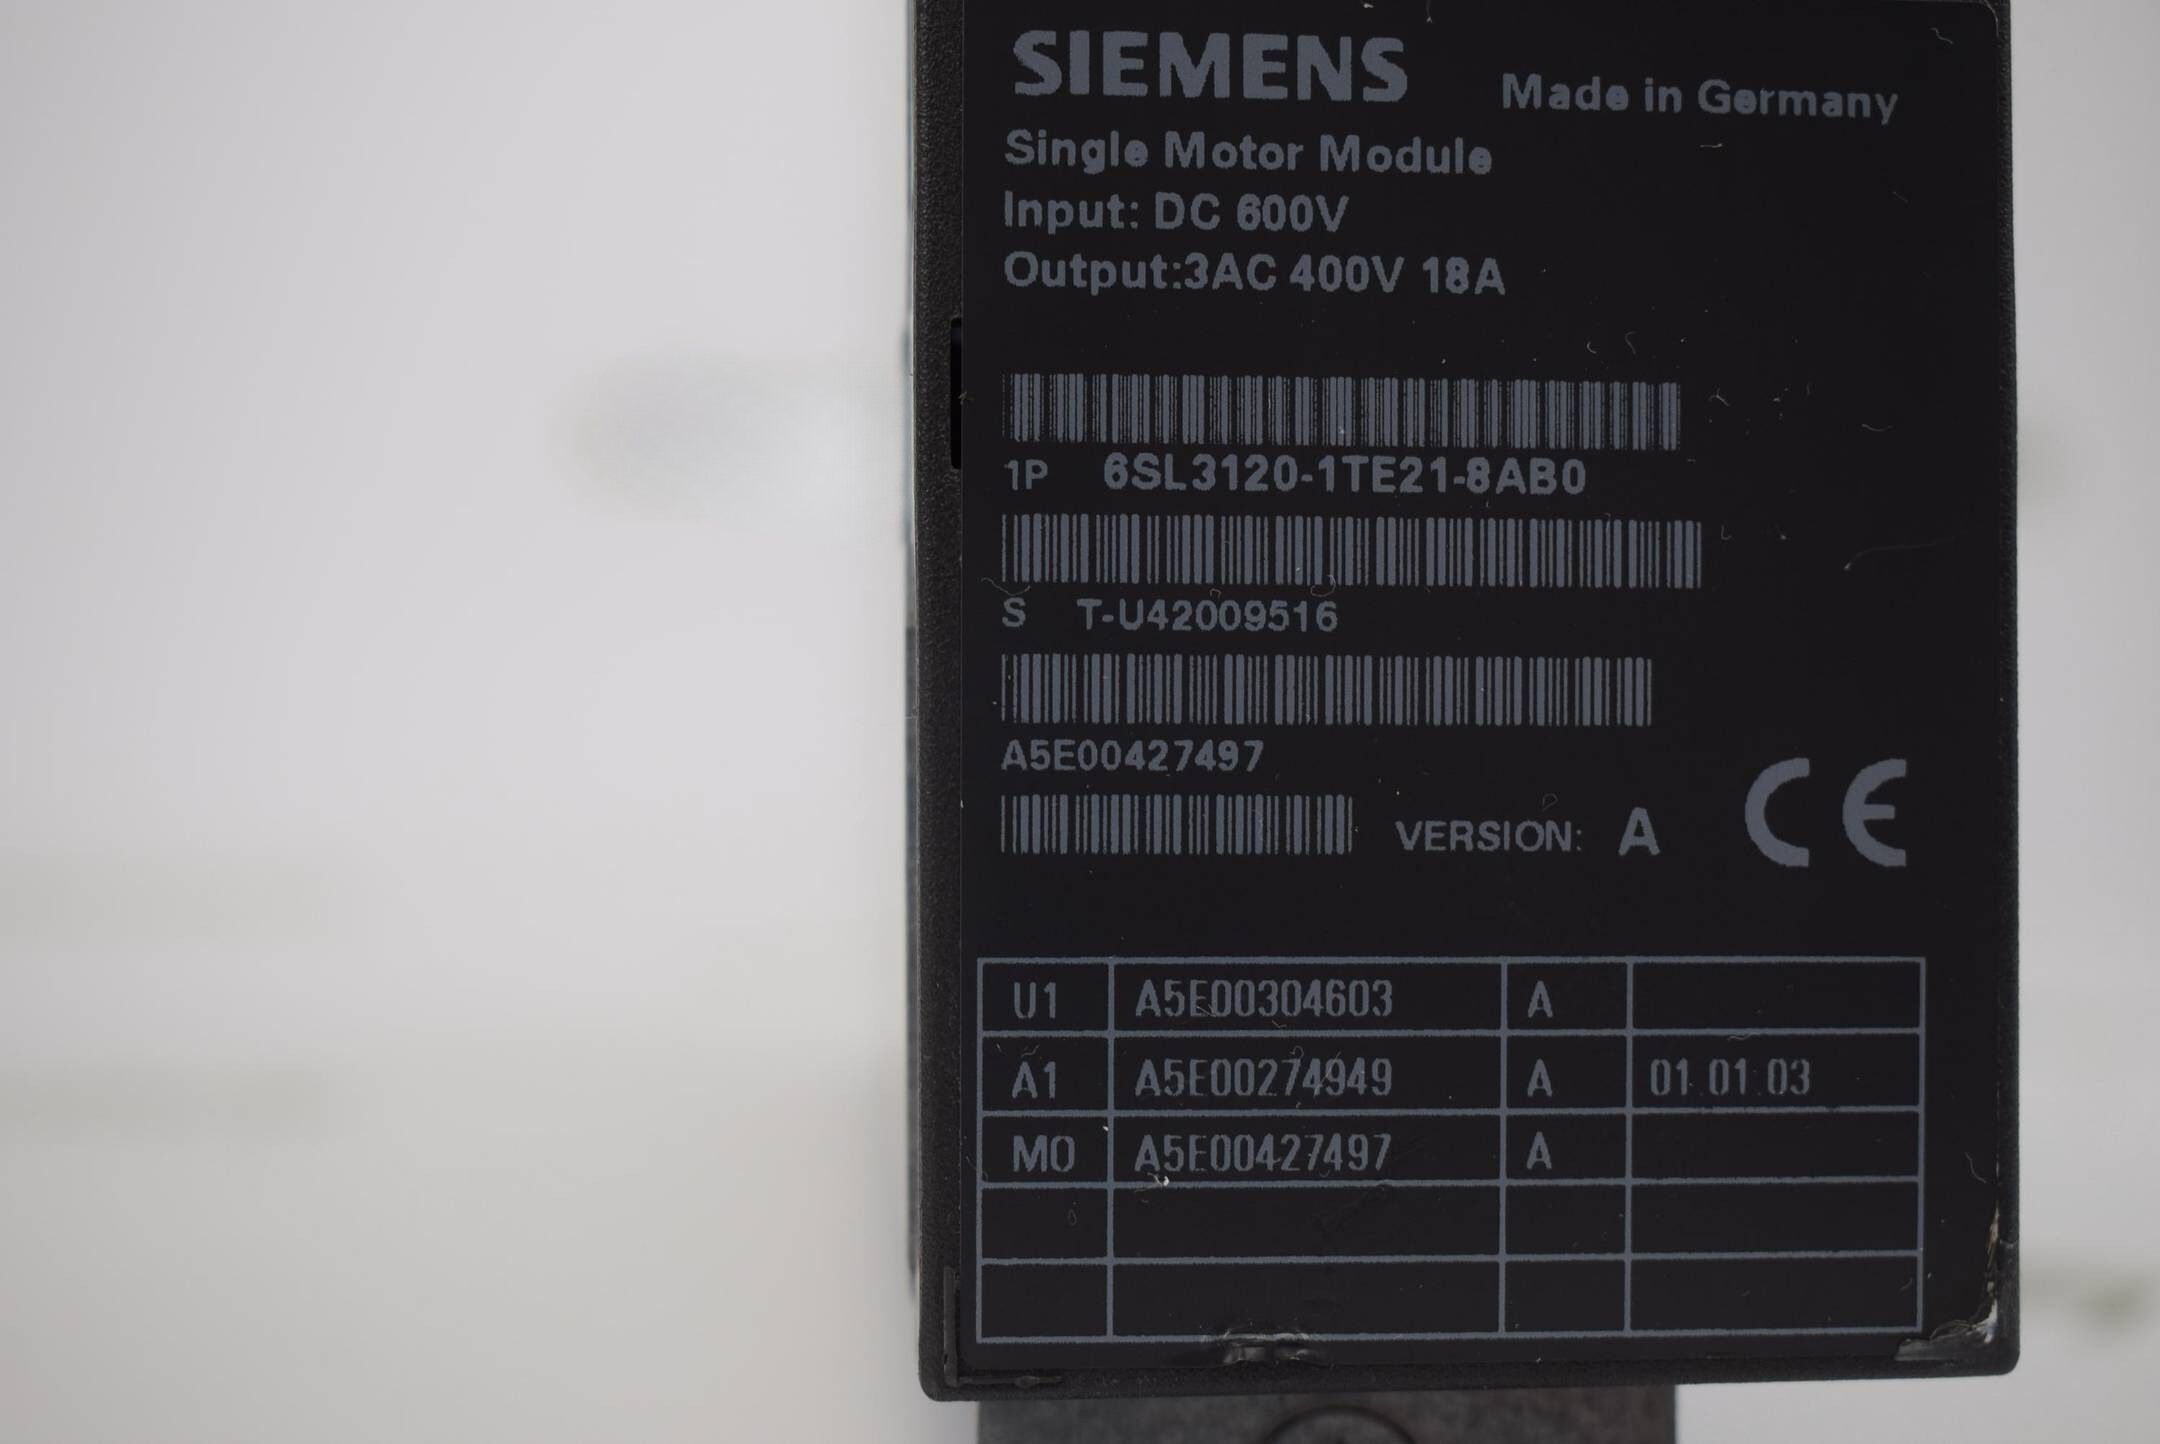 SIEMENS Made in Germany
Single Motor Module
Input: DC 600V
Output:3AC 400V 18A
1P 6SL3120-1TE21-8AB0
S T-U42009516
A5E00427497
VERSION: A CE
U1 A5E00304603 A
A1 A5E00274949 A 01.01.03
M0 A5E00427497 A